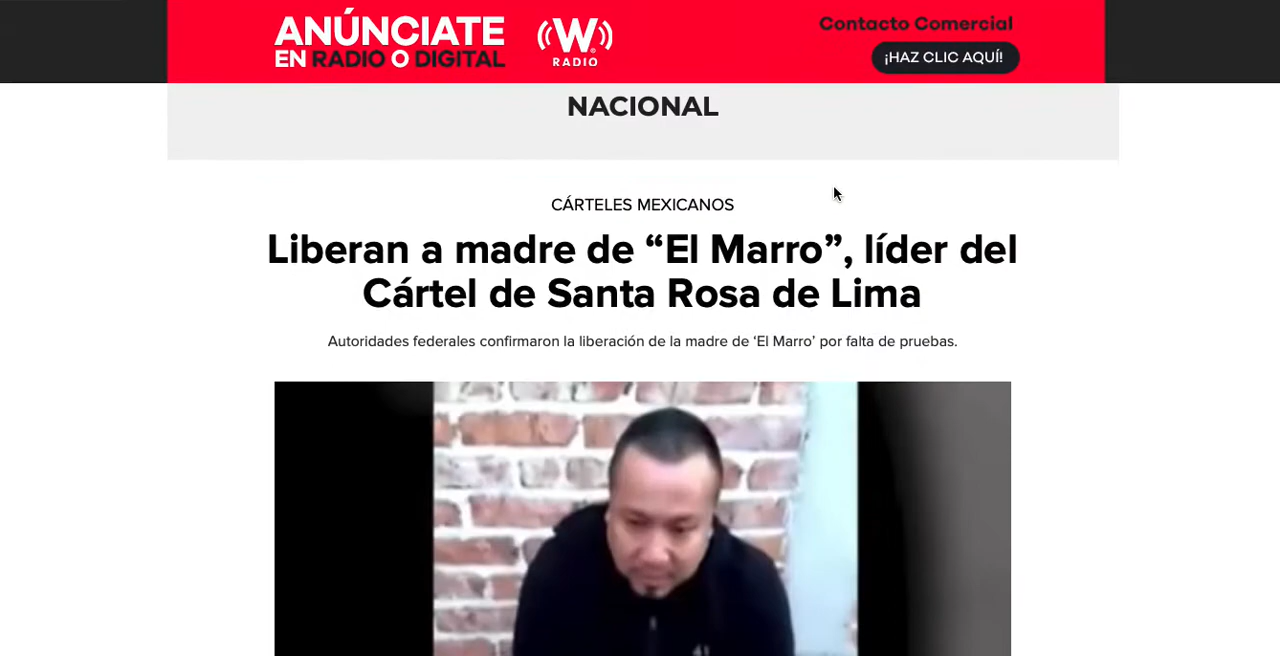 ANÚNCIATE
EN RADIO O DIGITAL
W
RADIO
Contacto Comercial
¡HAZ CLIC AQUÍ!
NACIONAL
CÁRTELES MEXICANOS
Liberan a madre de “El Marro”, líder del
Cártel de Santa Rosa de Lima
Autoridades federales confirmaron la liberación de la madre de ‘El Marro’ por falta de pruebas.